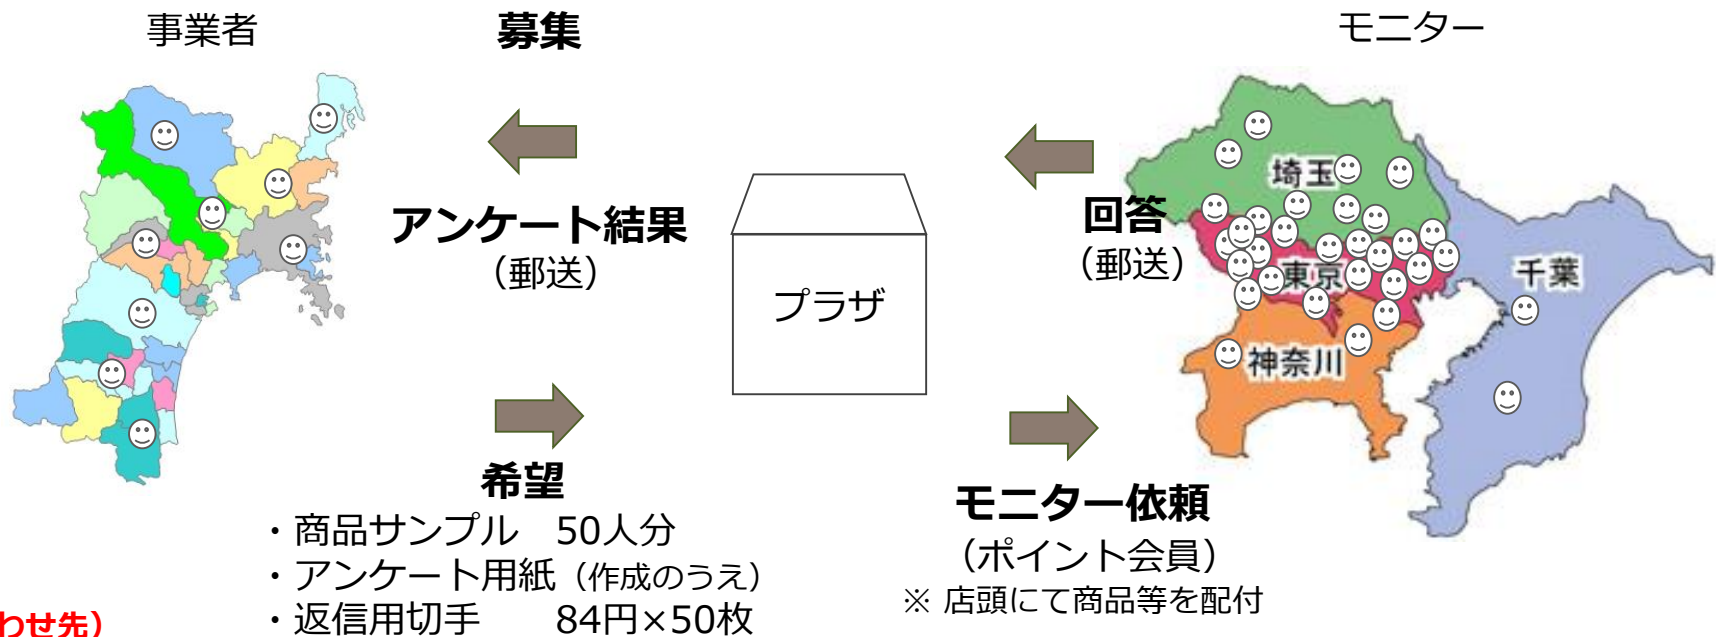 事業者
募集
モニター
アンケート結果
(郵送)
プラザ
回答
(郵送)
埼玉
東京
千葉
神奈川
希望
・商品サンプル 50人分
・アンケート用紙(作成のうえ)
・返信用切手 84円×50枚
モニター依頼
(ポイント会員)
※ 店頭にて商品等を配付
わせ先)